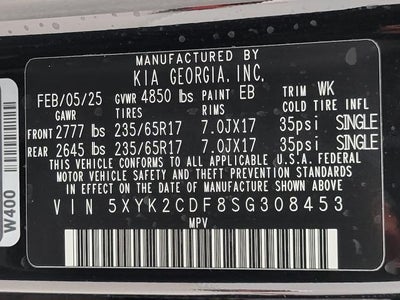 MANUFACTURED BY
KIA GEORGIA, INC.
FEB/05/25 GVWR 4850 lbs PAINT EB TRIM WK
GAWR TIRES RIMS COLD TIRE INFL
FRONT 2777 lbs 235/65R17 7.0JX17 35psi SINGLE
REAR 2645 lbs 235/65R17 7.0JX17 35psi SINGLE
THIS VEHICLE CONFORMS TO ALL APPLICABLE U.S.A. FEDERAL
MOTOR VEHICLE SAFETY AND THEFT PREVENTION STANDARDS
IN EFFECT ON THE DATE OF MANUFACTURE SHOWN ABOVE.
VIN 5XYK2CDF8SG308453
MPV
W400